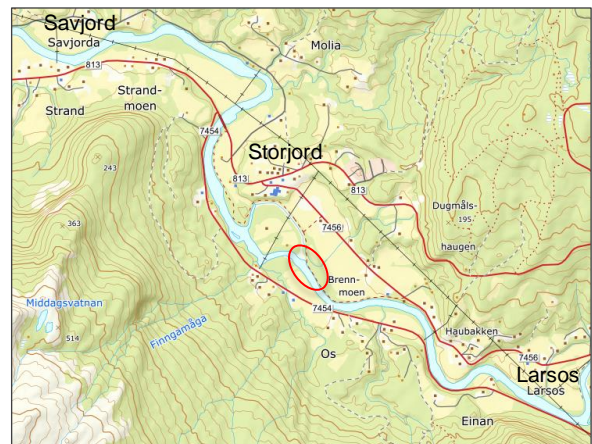 Savjord
Savjorda
813
Strand-
moen
Strand
Molia
7454
Storjord
813
813
243
363
Dugmåls-
195
haugen
7456
Brenn-
moen
7454
Middagsvatnan
514
Finngamåga
Os
Haubakken
7456
Larsos
Larsos
Einan